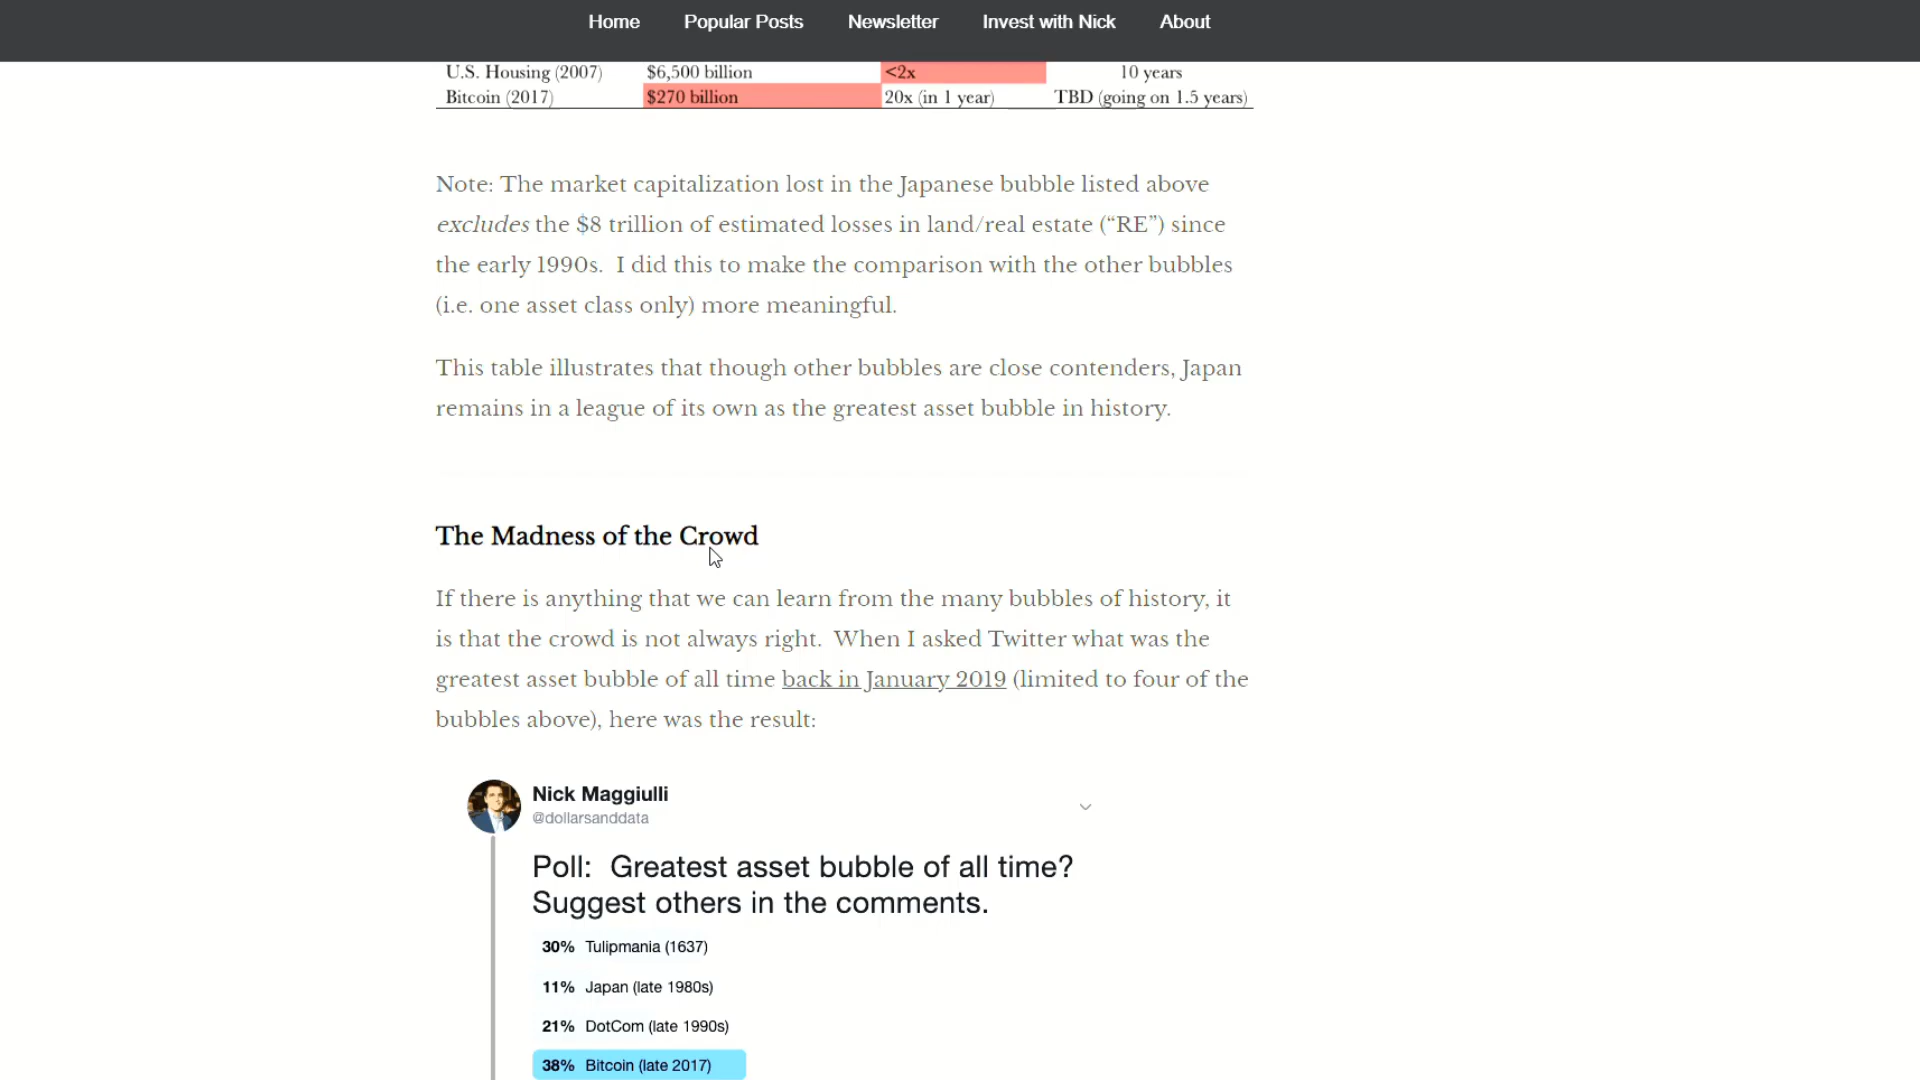 Home Popular Posts Newsletter Invest with Nick About
U.S. Housing (2007) $6,500 billion <2x 10 years
Bitcoin (2017) $270 billion 20x (in 1 year) TBD (going on 1.5 years)
Note: The market capitalization lost in the Japanese bubble listed above
excludes the $8 trillion of estimated losses in land/real estate (“RE”) since
the early 1990s. I did this to make the comparison with the other bubbles
(i.e. one asset class only) more meaningful.
This table illustrates that though other bubbles are close contenders, Japan
remains in a league of its own as the greatest asset bubble in history.
The Madness of the Crowd
If there is anything that we can learn from the many bubbles of history, it
is that the crowd is not always right. When I asked Twitter what was the
greatest asset bubble of all time back in January 2019 (limited to four of the
bubbles above), here was the result:
Nick Maggiulli
@dollarsanddata
Poll: Greatest asset bubble of all time?
Suggest others in the comments.
30% Tulipmania (1637)
11% Japan (late 1980s)
21% DotCom (late 1990s)
38% Bitcoin (late 2017)